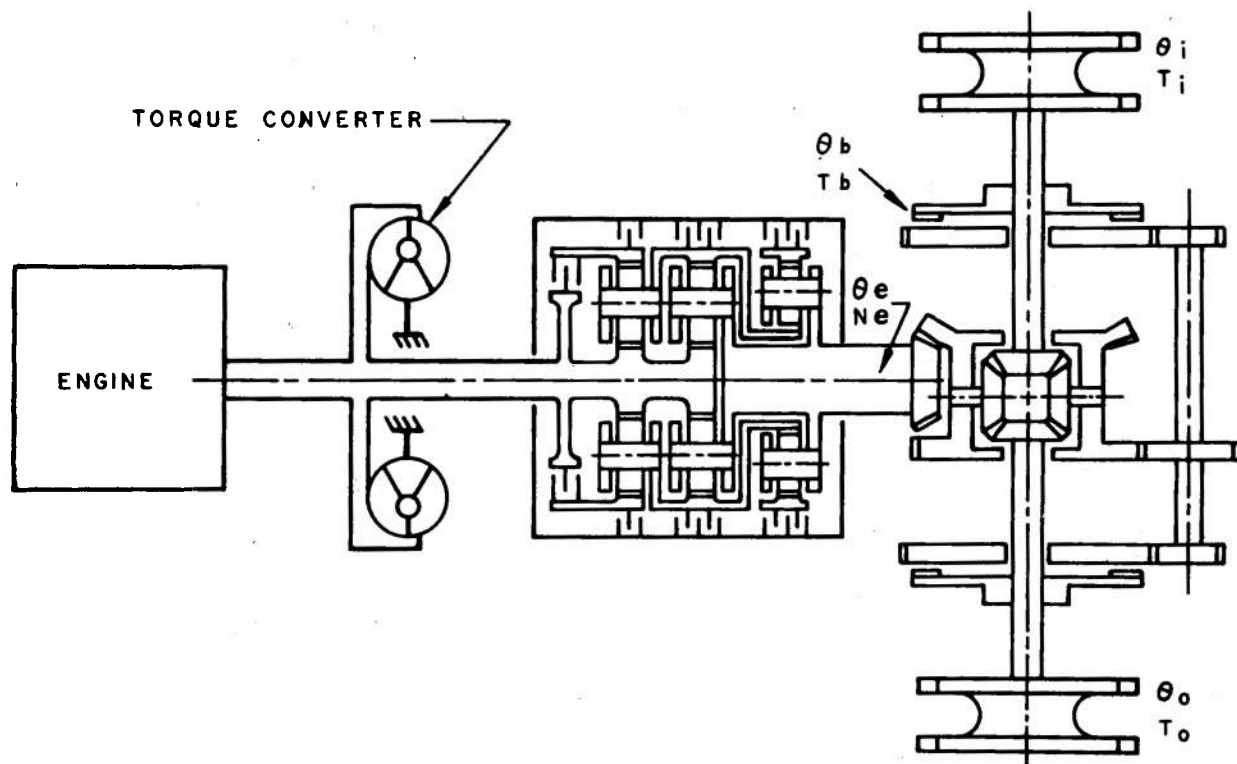 θi
Ti
TORQUE CONVERTER
θb
Tb
θe
Ne
ENGINE
θo
To